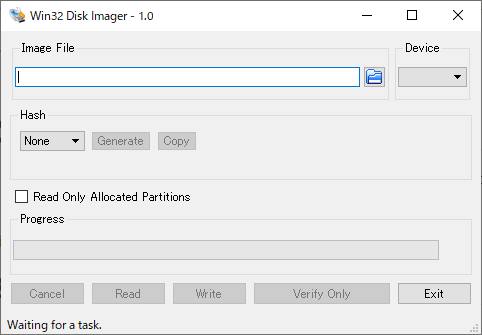 Win32 Disk Imager - 1.0
Image File
Device
Hash
None
Generate
Copy
Read Only Allocated Partitions
Progress
Cancel
Read
Write
Verify Only
Exit
Waiting for a task.